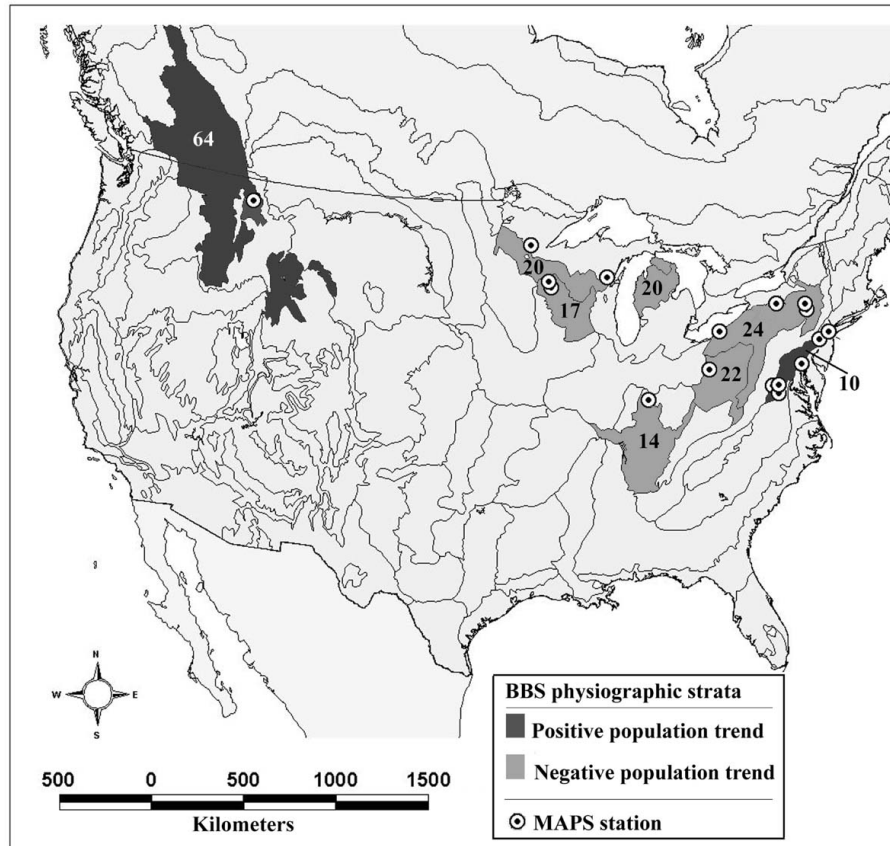 64
20
17
20
24
22
10
14
N
W E
S
BBS physiographic strata
Positive population trend
Negative population trend
MAPS station
500 0 500 1000 1500
Kilometers